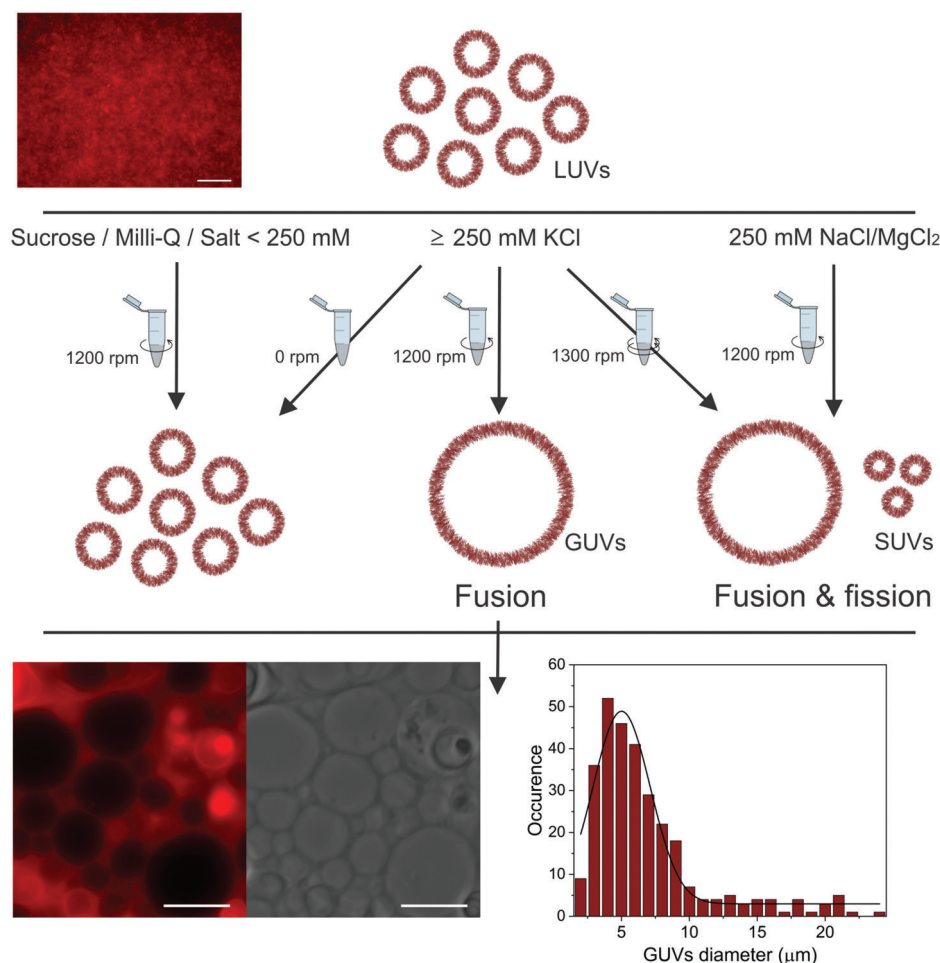 LUVs
Sucrose / Milli-Q / Salt < 250 mM
≥ 250 mM KCl
250 mM NaCl/MgCl₂
1200 rpm
0 rpm
1200 rpm
1300 rpm
1200 rpm
GUVs
SUVs
Fusion
Fusion & fission
60
50
40
30
20
10
0
Occurence
5
10
15
20
GUVs diameter (μm)